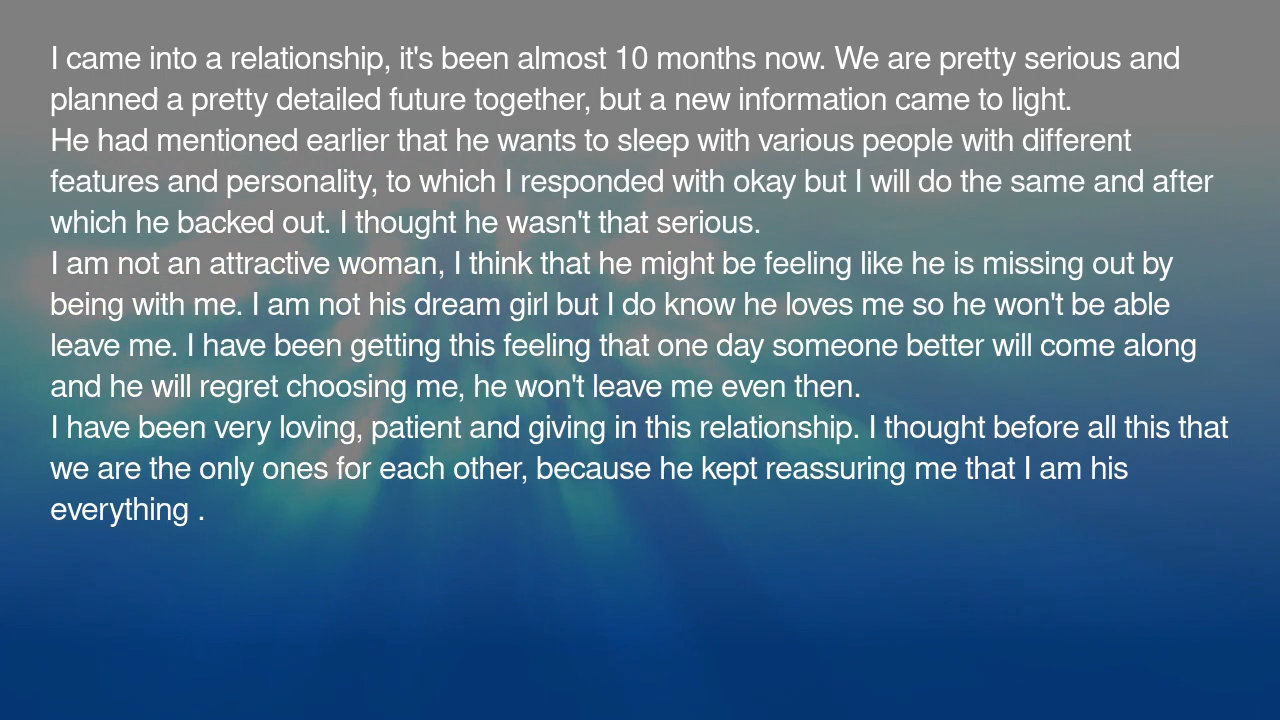 I came into a relationship, it's been almost 10 months now. We are pretty serious and
planned a pretty detailed future together, but a new information came to light.
He had mentioned earlier that he wants to sleep with various people with different
features and personality, to which I responded with okay but I will do the same and after
which he backed out. I thought he wasn't that serious.
I am not an attractive woman, I think that he might be feeling like he is missing out by
being with me. I am not his dream girl but I do know he loves me so he won't be able
leave me. I have been getting this feeling that one day someone better will come along
and he will regret choosing me, he won't leave me even then.
I have been very loving, patient and giving in this relationship. I thought before all this that
we are the only ones for each other, because he kept reassuring me that I am his
everything .